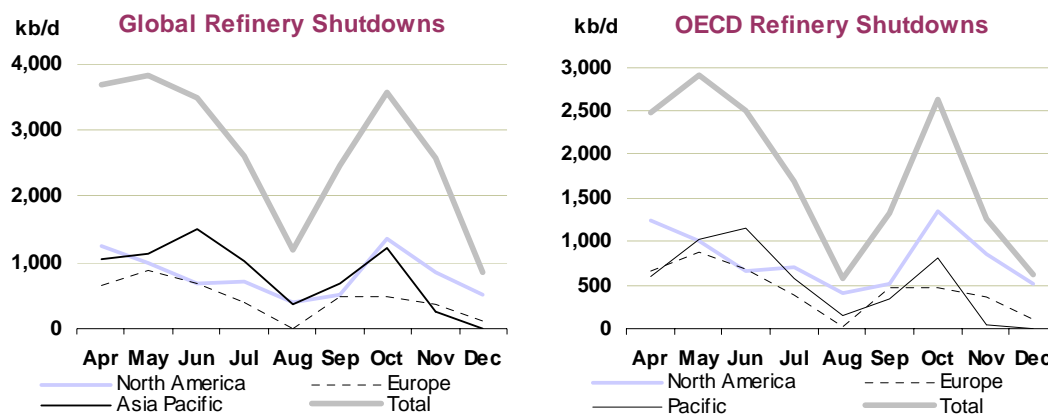 Global Refinery Shutdowns
kb/d
4,000
3,000
2,000
1,000
0
Apr May Jun Jul Aug Sep Oct Nov Dec
North America Europe
Asia Pacific Total
OECD Refinery Shutdowns
kb/d
3,000
2,500
2,000
1,500
1,000
500
0
Apr May Jun Jul Aug Sep Oct Nov Dec
North America Europe
Pacific Total